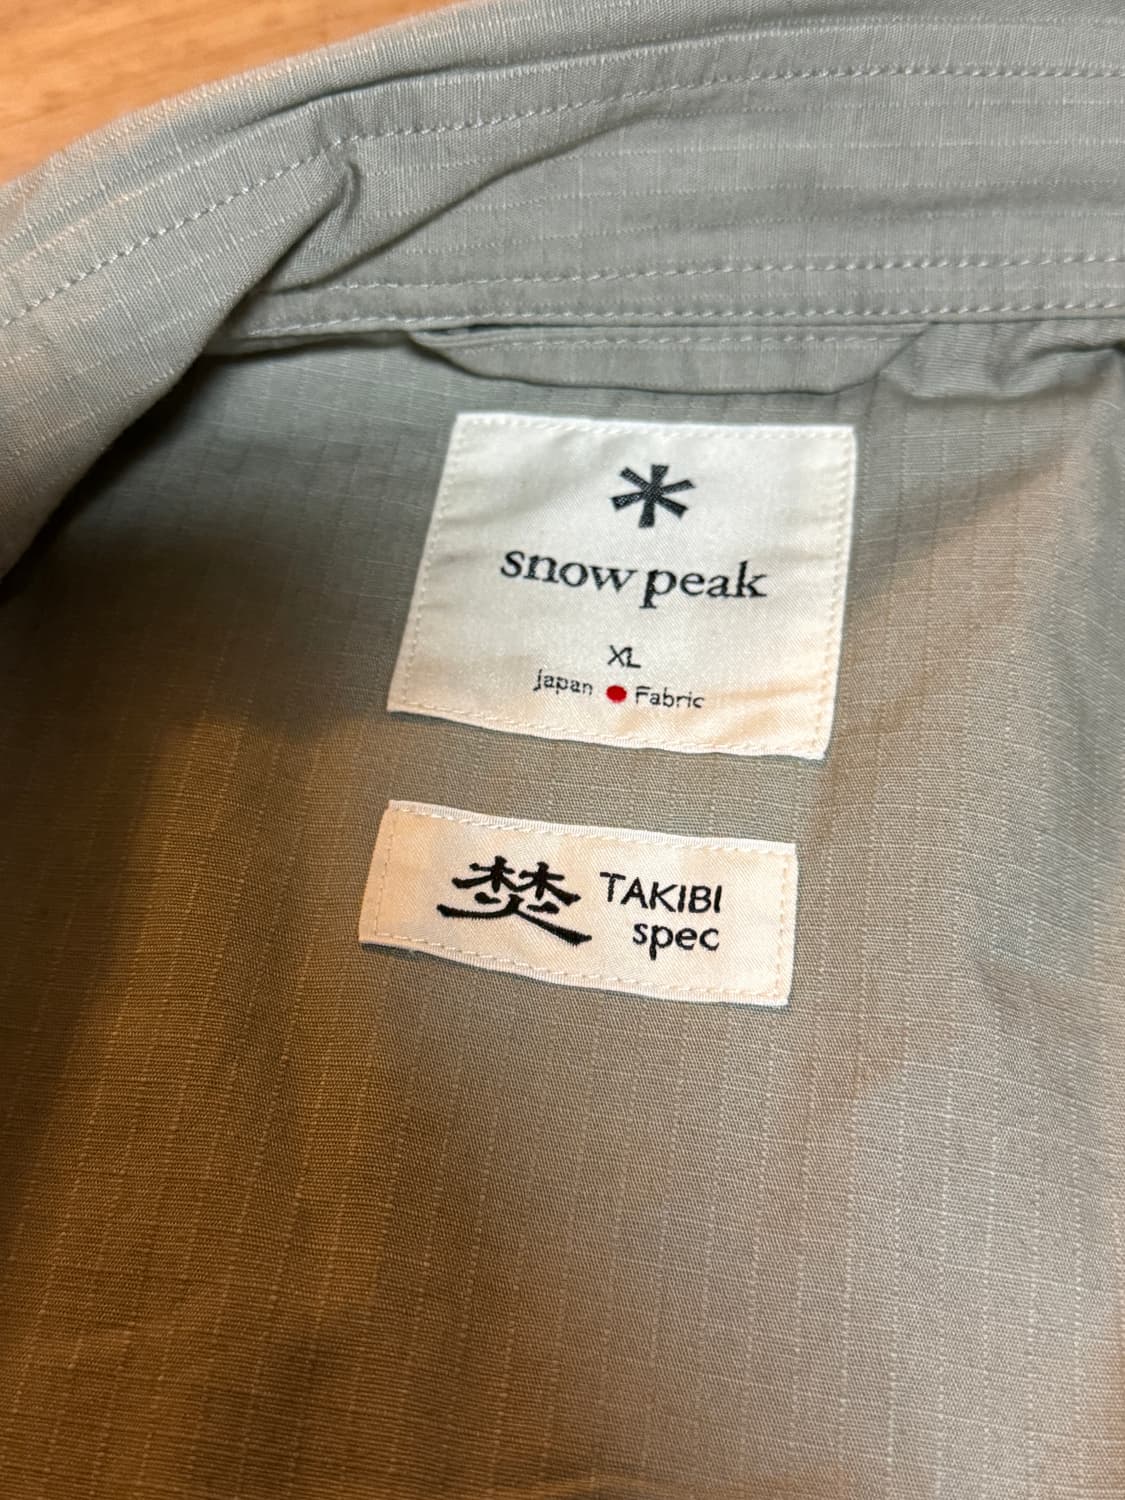 snow peak
XL
Japan Fabric
焚 TAKIBI
spec